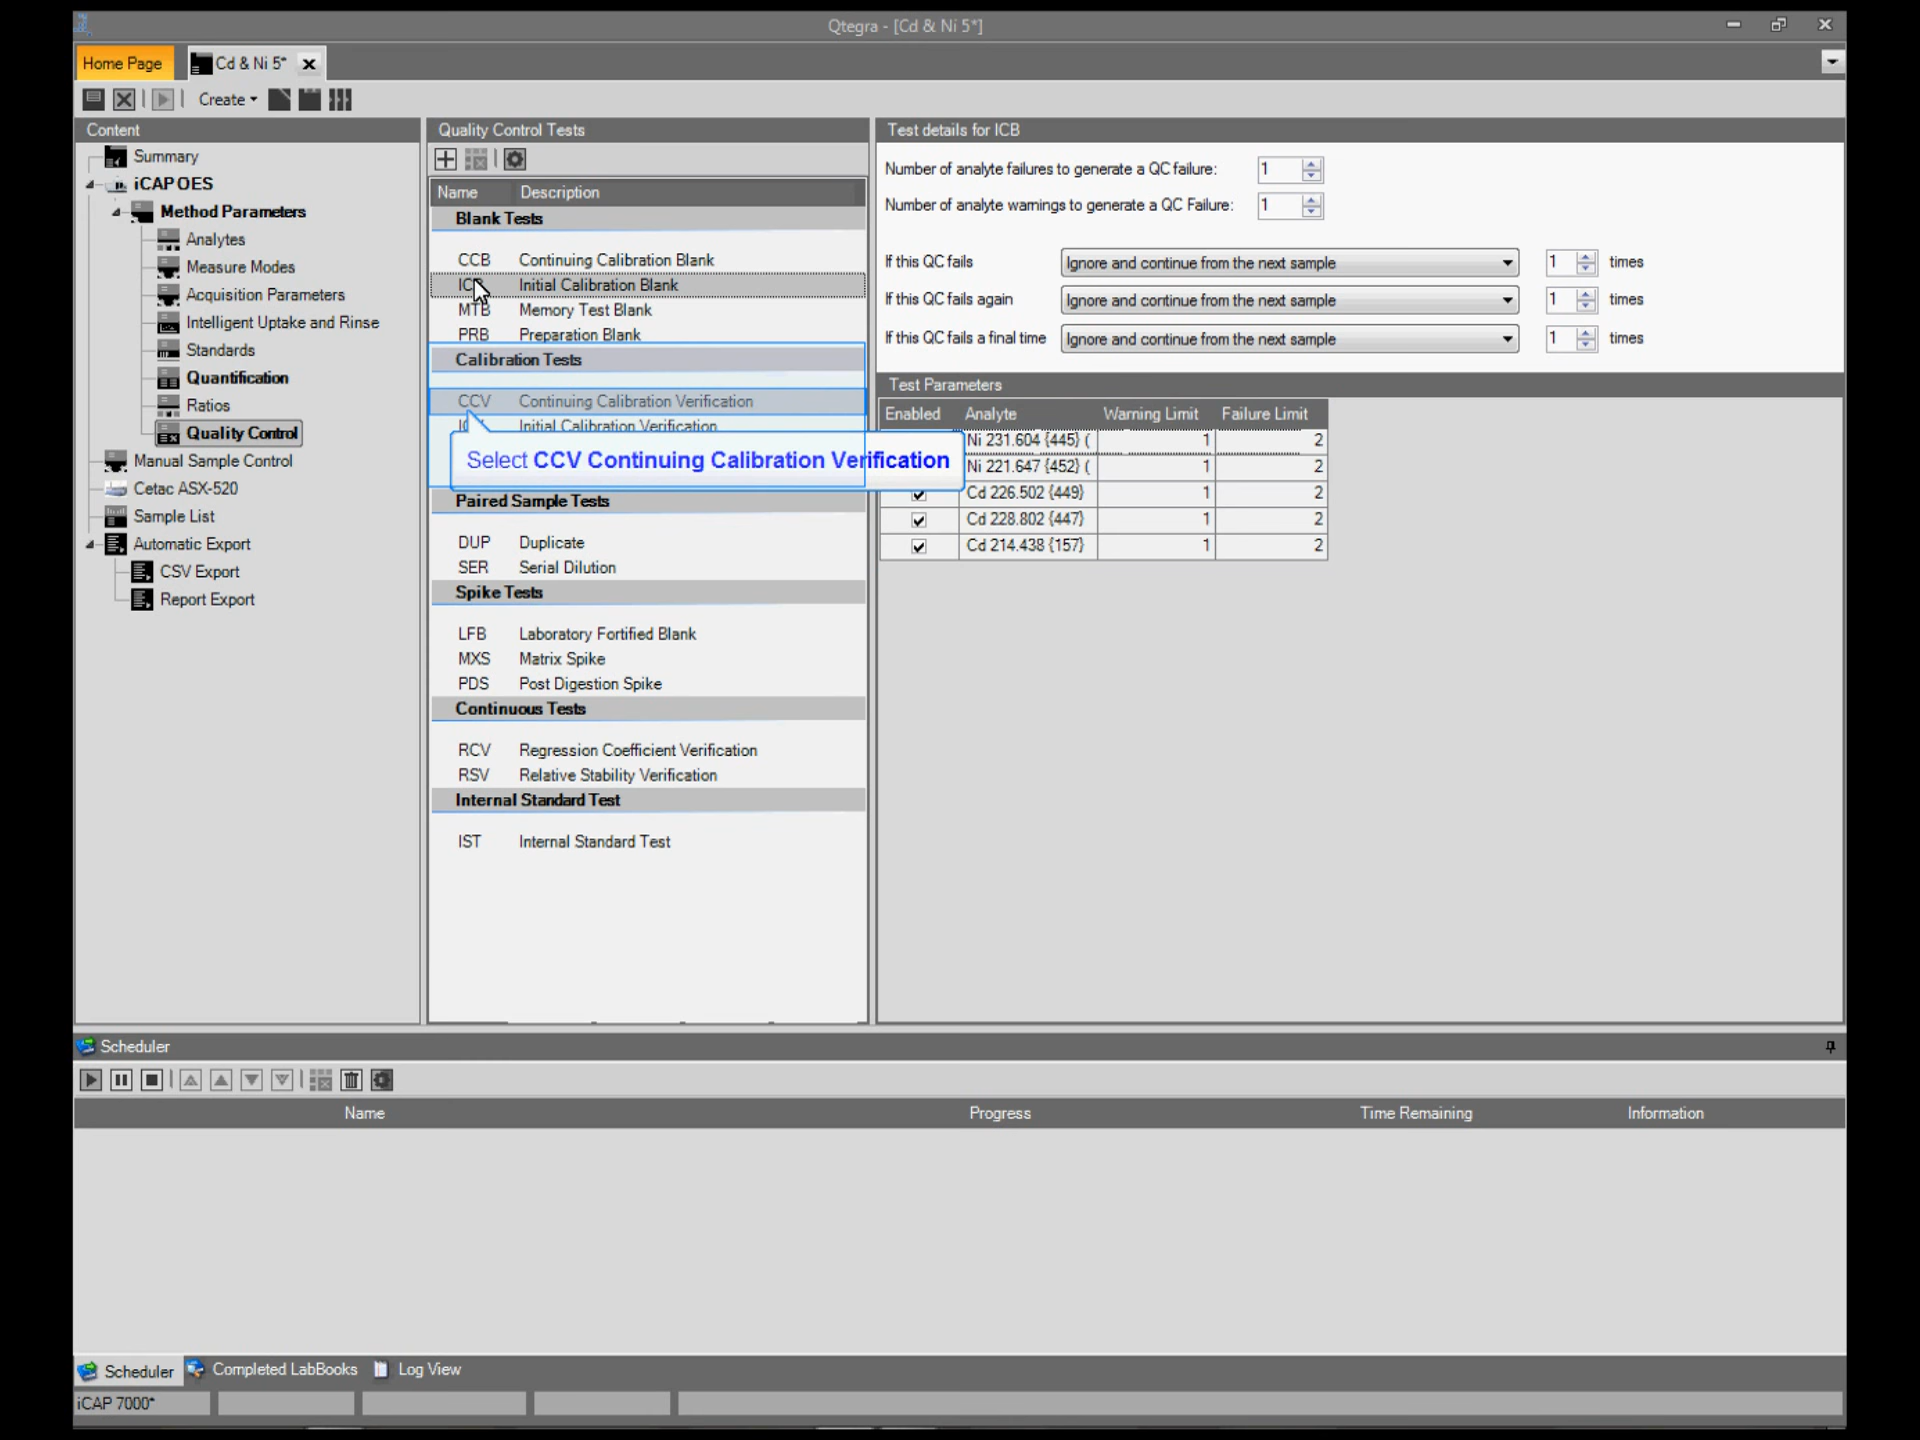 Qtegra - [Cd & Ni 5*]
Home Page
Cd & Ni 5*
Create
Content
Summary
iCAP OES
Method Parameters
Analytes
Measure Modes
Acquisition Parameters
Intelligent Uptake and Rinse
Standards
Quantification
Ratios
Quality Control
Manual Sample Control
Cetac ASX-520
Sample List
Automatic Export
CSV Export
Report Export
Quality Control Tests
Name Description
Blank Tests
CCB Continuing Calibration Blank
Initial Calibration Blank
MTB Memory Test Blank
PRB Preparation Blank
Calibration Tests
CCV Continuing Calibration Verification
Initial Calibration Verification
Select CCV Continuing Calibration Verification
Paired Sample Tests
DUP Duplicate
SER Serial Dilution
Spike Tests
LFB Laboratory Fortified Blank
MXS Matrix Spike
PDS Post Digestion Spike
Continuous Tests
RCV Regression Coefficient Verification
RSV Relative Stability Verification
Internal Standard Test
IST Internal Standard Test
Test details for ICB
Number of analyte failures to generate a QC failure: 1
Number of analyte warnings to generate a QC Failure: 1
If this QC fails Ignore and continue from the next sample 1 times
If this QC fails again Ignore and continue from the next sample 1 times
If this QC fails a final time Ignore and continue from the next sample 1 times
Test Parameters
Enabled Analyte Warning Limit Failure Limit
Ni 231.604 {445} ( 1 2
Ni 221.647 {452} ( 1 2
Cd 226.502 {449} 1 2
Cd 228.802 {447} 1 2
Cd 214.438 {157} 1 2
Scheduler
Name Progress Time Remaining Information
Scheduler Completed LabBooks Log View
iCAP 7000*